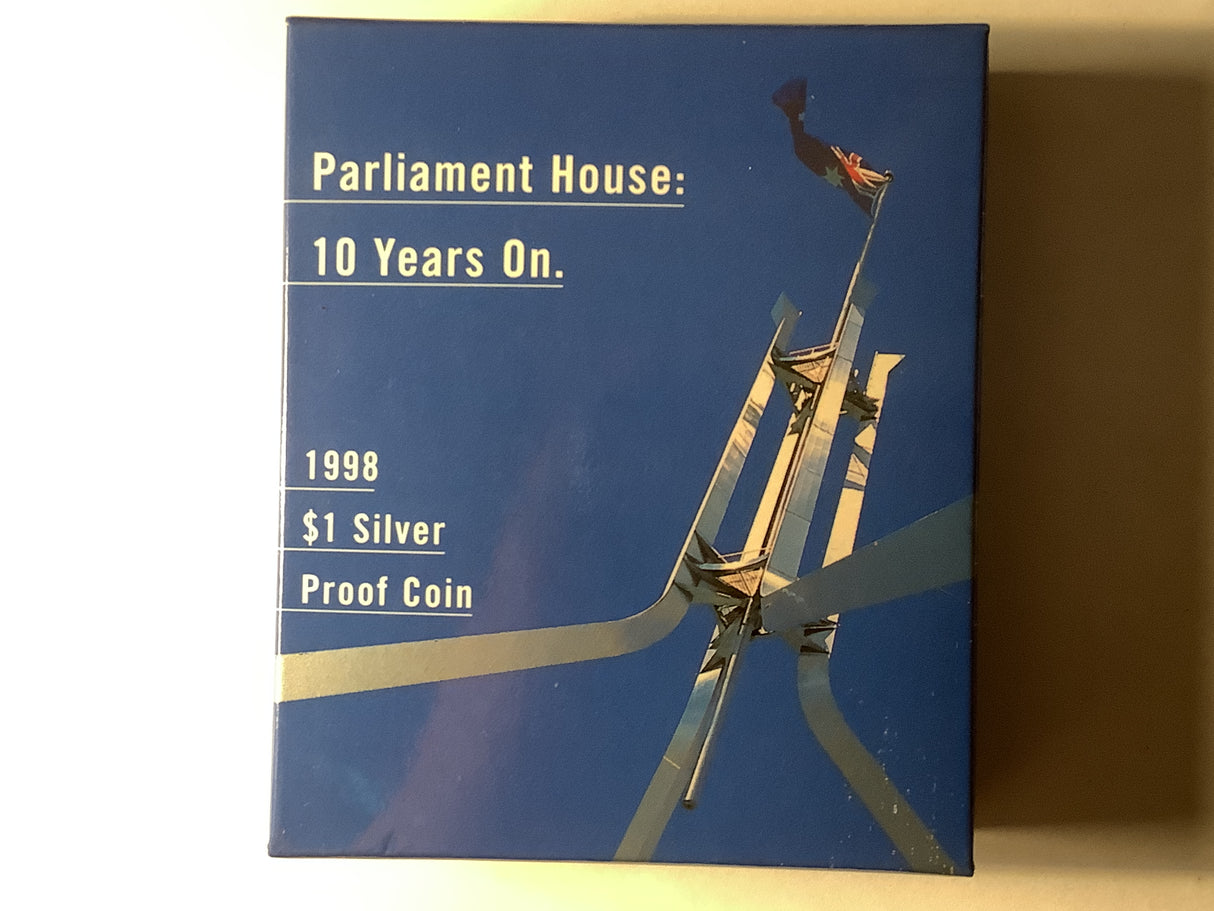 Parliament House:
10 Years On.
1998
$1 Silver
Proof Coin